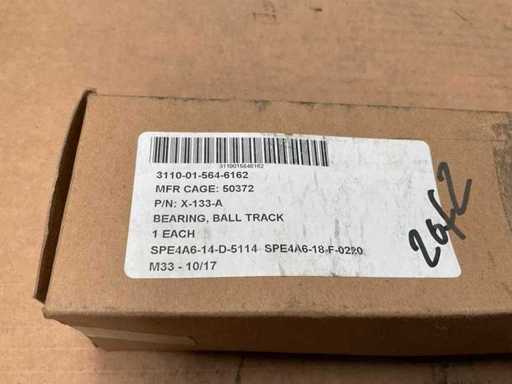 3110015646162
3110-01-564-6162
MFR CAGE: 50372
P/N: X-133-A
BEARING, BALL TRACK
1 EACH
SPE4A6-14-D-5114 SPE4A6-18-F-0220
M33 - 10/17
2of2